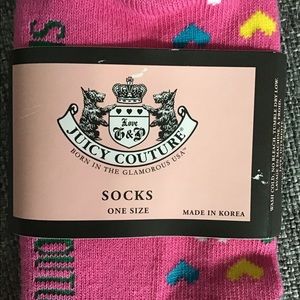 Love
G&P
JUICY COUTURE
BORN IN THE GLAMOROUS USA™
SOCKS
ONE SIZE
MADE IN KOREA
WASH COLD, NO BLEACH, TUMBLE DRY LOW